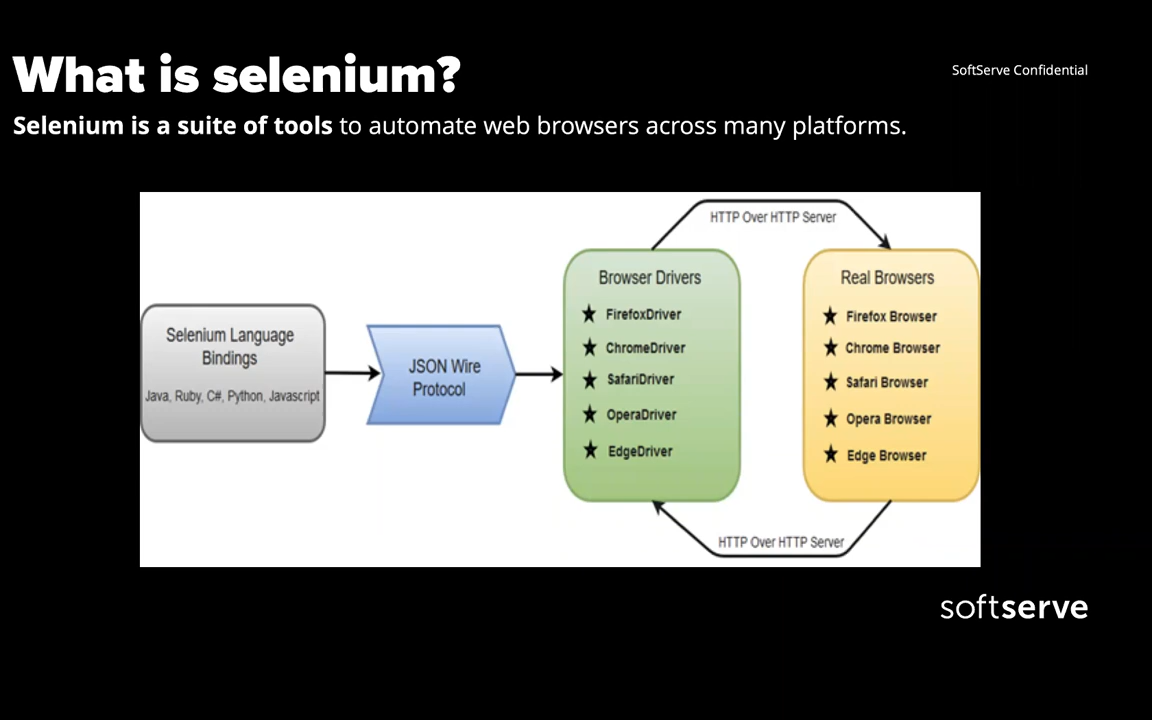 What is selenium?
SoftServe Confidential
Selenium is a suite of tools to automate web browsers across many platforms.
HTTP Over HTTP Server
Selenium Language
Bindings
Java, Ruby, C#, Python, Javascript
JSON Wire
Protocol
Browser Drivers
FirefoxDriver
ChromeDriver
SafariDriver
OperaDriver
EdgeDriver
Real Browsers
Firefox Browser
Chrome Browser
Safari Browser
Opera Browser
Edge Browser
HTTP Over HTTP Server
softserve